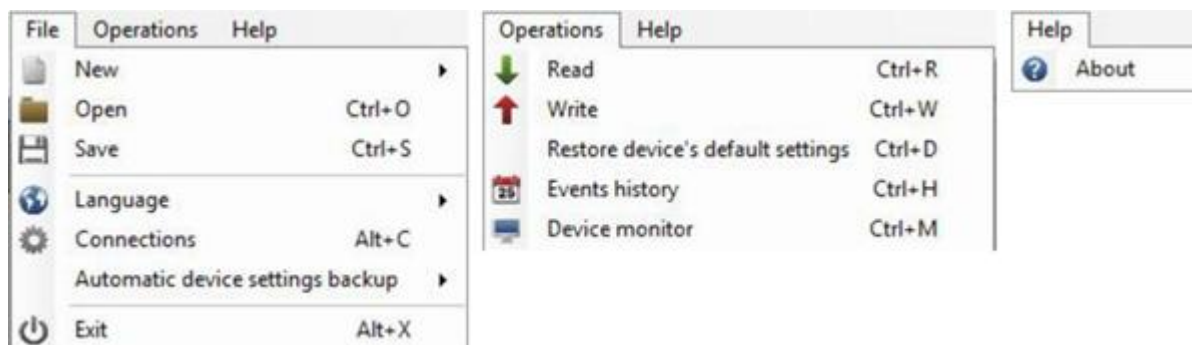 File Operations Help
New
Open Ctrl+O
Save Ctrl+S
Language
Connections Alt+C
Automatic device settings backup
Exit Alt+X
Operations Help
Read Ctrl+R
Write Ctrl+W
Restore device's default settings Ctrl+D
25
Events history Ctrl+H
Device monitor Ctrl+M
Help
? About